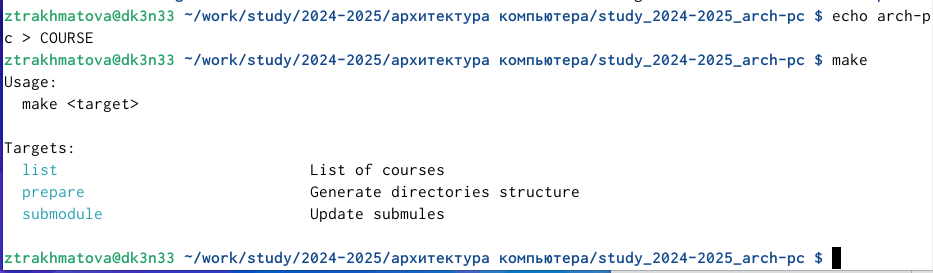 ztrakhmatova@dk3n33 ~/work/study/2024-2025/архитектура компьютера/study_2024-2025_arch-pc $ echo arch-p
c > COURSE
ztrakhmatova@dk3n33 ~/work/study/2024-2025/архитектура компьютера/study_2024-2025_arch-pc $ make
Usage:
  make <target>

Targets:
  list                            List of courses
  prepare                         Generate directories structure
  submodule                       Update submules

ztrakhmatova@dk3n33 ~/work/study/2024-2025/архитектура компьютера/study_2024-2025_arch-pc $